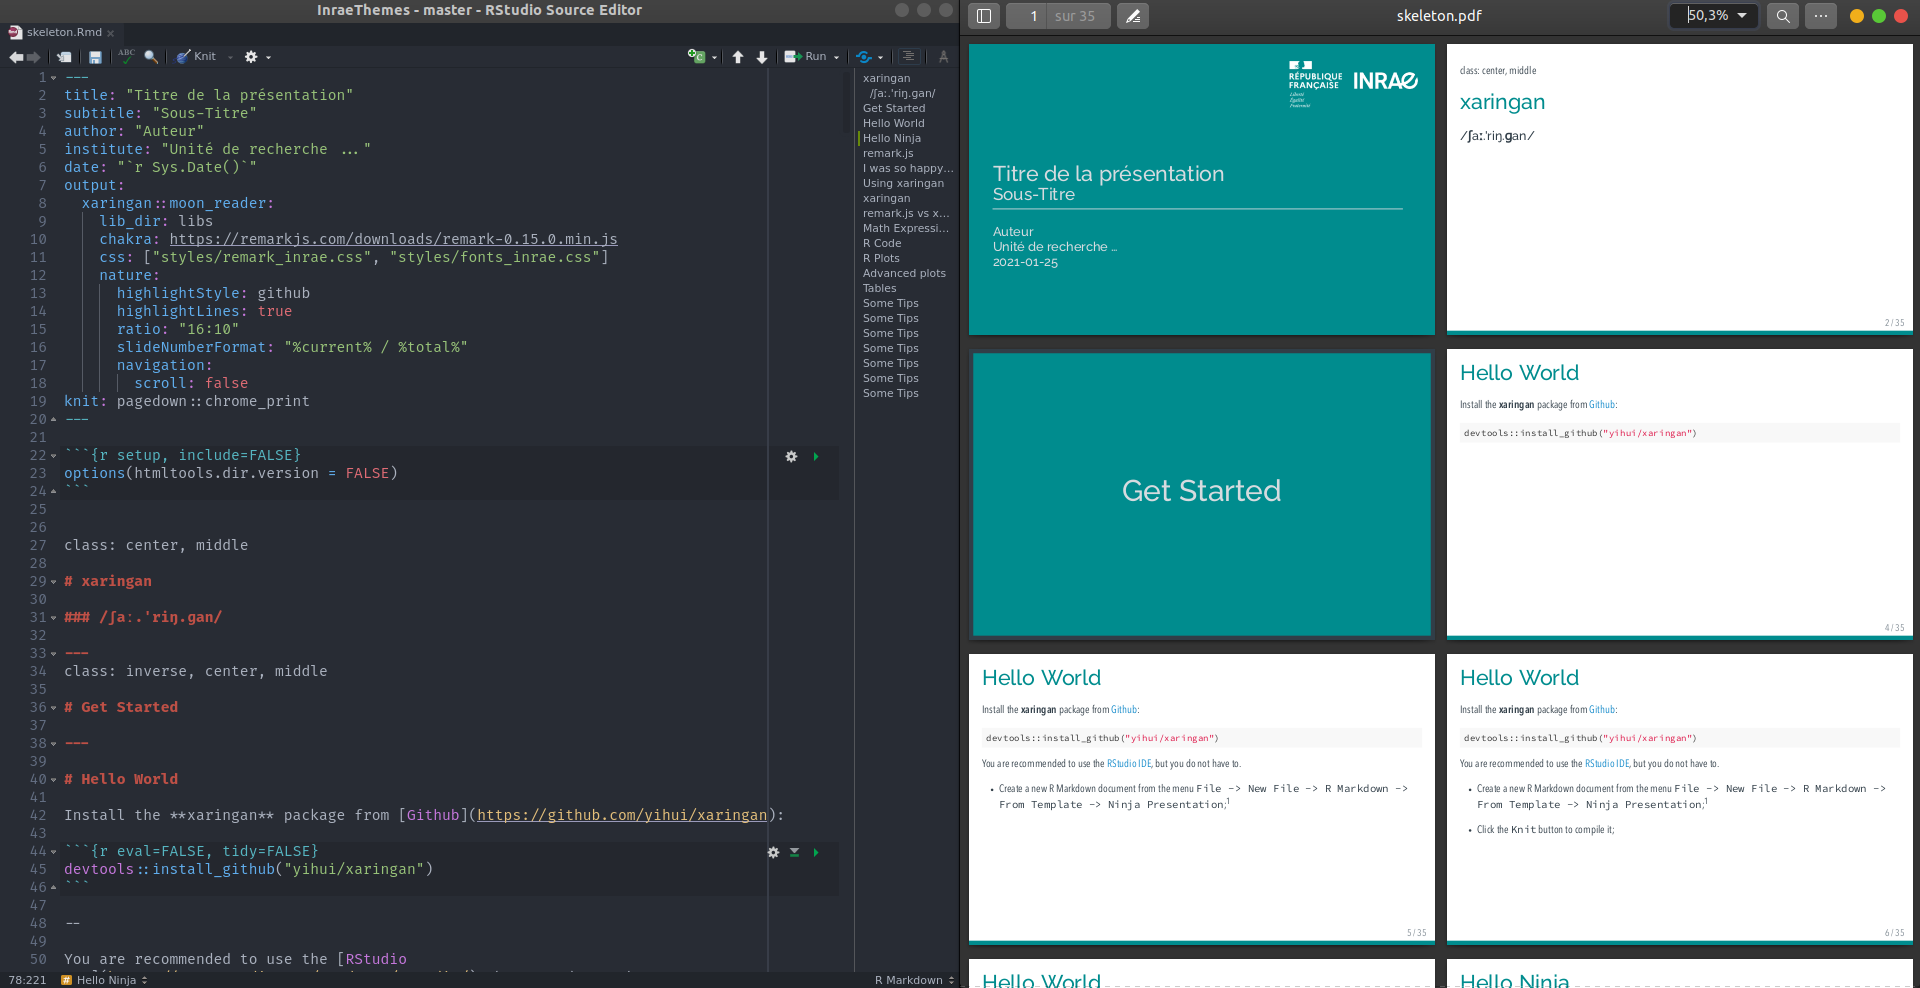 InraeThemes - master - RStudio Source Editor
skeleton.Rmd
ABC
Knit
Run
1 ---
2 title: "Titre de la présentation"
3 subtitle: "Sous-Titre"
4 author: "Auteur"
5 institute: "Unité de recherche ..."
6 date: "`r Sys.Date()`"
7 output:
8 xaringan::moon_reader:
9 lib_dir: libs
10 chakra: https://remarkjs.com/downloads/remark-0.15.0.min.js
11 css: ["styles/remark_inrae.css", "styles/fonts_inrae.css"]
12 nature:
13 highlightStyle: github
14 highlightLines: true
15 ratio: "16:10"
16 slideNumberFormat: "%current% / %total%"
17 navigation:
18 scroll: false
19 knit: pagedown::chrome_print
20 ---
21
22 ```{r setup, include=FALSE}
23 options(htmltools.dir.version = FALSE)
24 ```
25
26
27 class: center, middle
28
29 # xaringan
30
31 ### /ʃaː.'riŋ.ɡan/
32
33 ---
34 class: inverse, center, middle
35
36 # Get Started
37
38 ---
39
40 # Hello World
41
42 Install the **xaringan** package from [Github](https://github.com/yihui/xaringan):
43
44 ```{r eval=FALSE, tidy=FALSE}
45 devtools::install_github("yihui/xaringan")
46 ```
47
48 --
49
50 You are recommended to use the [RStudio
xaringan
/ʃaː.'riŋ.ɡan/
Get Started
Hello World
Hello Ninja
remark.js
I was so happy...
Using xaringan
xaringan
remark.js vs x...
Math Expressi...
R Code
R Plots
Advanced plots
Tables
Some Tips
Some Tips
Some Tips
Some Tips
Some Tips
Some Tips
Some Tips
78:221
# Hello Ninja
R Markdown
1 sur 35
skeleton.pdf
50,3%
RÉPUBLIQUE
FRANÇAISE
Liberté
Égalité
Fraternité
INRAE
Titre de la présentation
Sous-Titre
Auteur
Unité de recherche ...
2021-01-25
class: center, middle
xaringan
/ʃaː.'riŋ.ɡan/
2 / 35
Get Started
Hello World
Install the xaringan package from Github:
devtools::install_github("yihui/xaringan")
4 / 35
Hello World
Install the xaringan package from Github:
devtools::install_github("yihui/xaringan")
You are recommended to use the RStudio IDE, but you do not have to.
• Create a new R Markdown document from the menu File -> New File -> R Markdown ->
From Template -> Ninja Presentation;1
5 / 35
Hello World
Install the xaringan package from Github:
devtools::install_github("yihui/xaringan")
You are recommended to use the RStudio IDE, but you do not have to.
• Create a new R Markdown document from the menu File -> New File -> R Markdown ->
From Template -> Ninja Presentation;1
• Click the Knit button to compile it;
6 / 35
Hello World
Hello Ninja